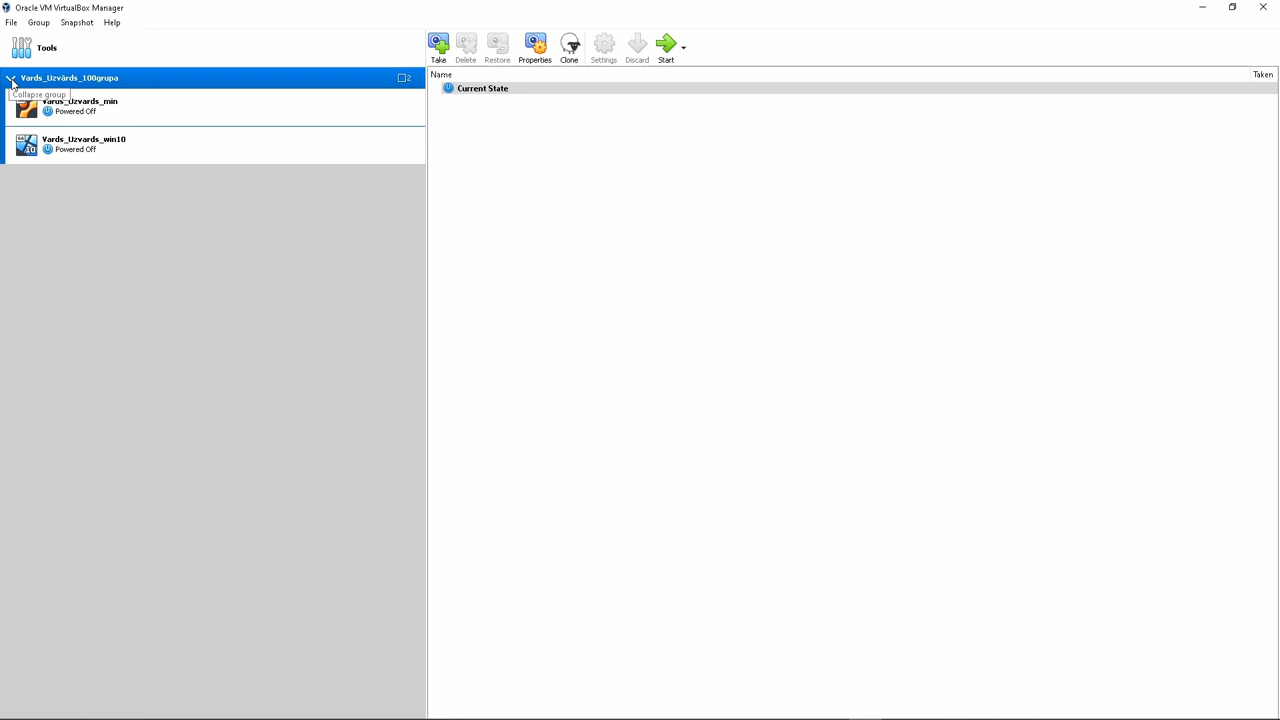 Oracle VM VirtualBox Manager
File Group Snapshot Help
Tools
Take Delete Restore Properties Clone Settings Discard Start
Vards_Uzvārds_100grupa 2
Collapse group
Vards_Uzvards_min
Powered Off
Vards_Uzvards_win10
Powered Off
Name Taken
Current State